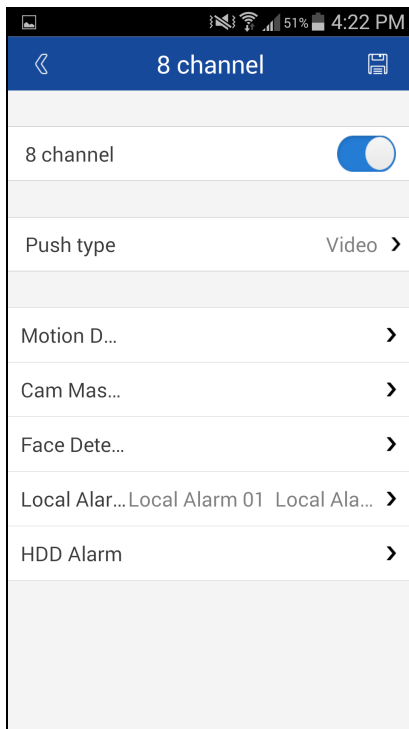 51% 4:22 PM
8 channel
8 channel
Push type Video
Motion D...
Cam Mas...
Face Dete...
Local Alar... Local Alarm 01 Local Ala...
HDD Alarm